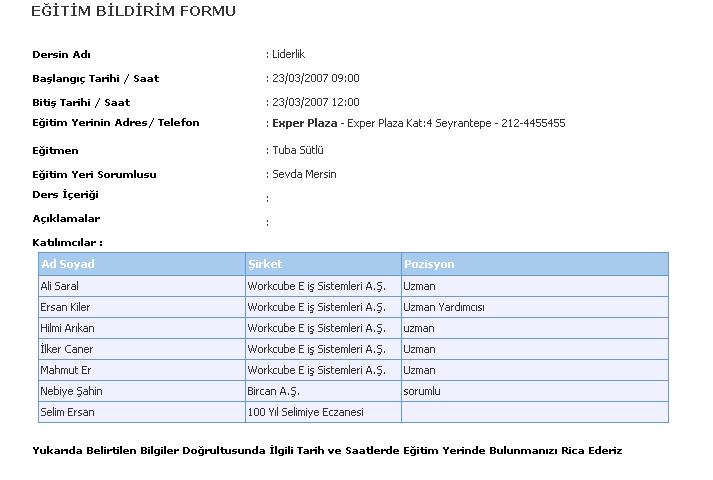 EĞİTİM BİLDİRİM FORMU
Dersin Adı : Liderlik
Başlangıç Tarihi / Saat : 23/03/2007 09:00
Bitiş Tarihi / Saat : 23/03/2007 12:00
Eğitim Yerinin Adres/ Telefon : Exper Plaza - Exper Plaza Kat:4 Seyrantepe - 212-4455455
Eğitmen : Tuba Sütlü
Eğitim Yeri Sorumlusu : Sevda Mersin
Ders İçeriği :
Açıklamalar :
Katılımcılar :
Ad Soyad Şirket Pozisyon
Ali Saral Workcube E iş Sistemleri A.Ş. Uzman
Ersan Kiler Workcube E iş Sistemleri A.Ş. Uzman Yardımcısı
Hilmi Arıkan Workcube E iş Sistemleri A.Ş. uzman
İlker Caner Workcube E iş Sistemleri A.Ş. Uzman
Mahmut Er Workcube E iş Sistemleri A.Ş. Uzman
Nebiye Şahin Bircan A.Ş. sorumlu
Selim Ersan 100 Yıl Selimiye Eczanesi
Yukarıda Belirtilen Bilgiler Doğrultusunda İlgili Tarih ve Saatlerde Eğitim Yerinde Bulunmanızı Rica Ederiz